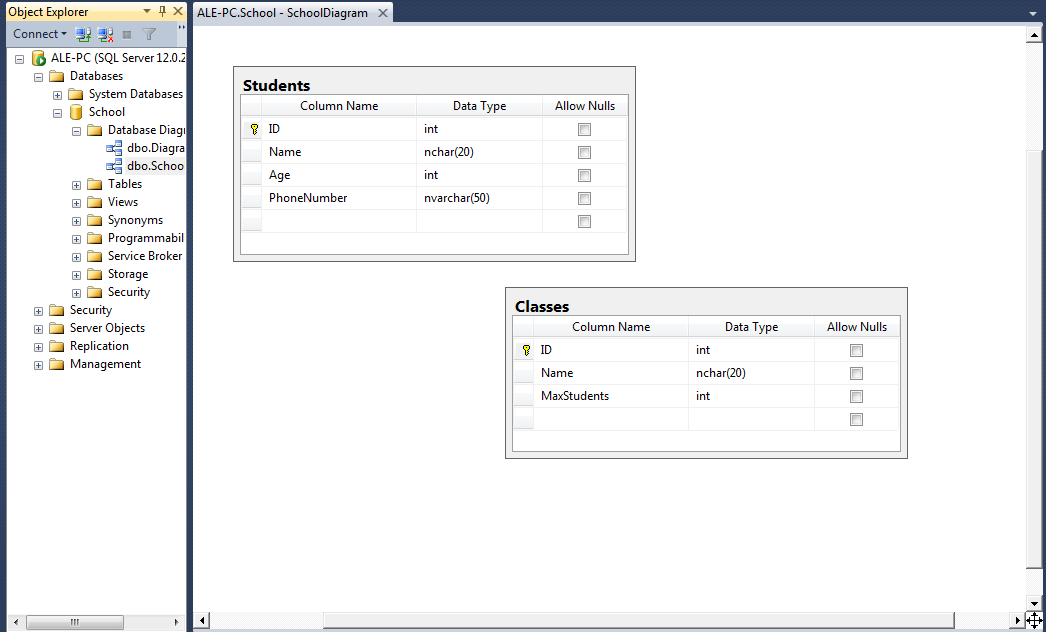 Object Explorer
Connect
ALE-PC (SQL Server 12.0.2
Databases
System Databases
School
Database Diagr
dbo.Diagra
dbo.Schoo
Tables
Views
Synonyms
Programmabil
Service Broker
Storage
Security
Security
Server Objects
Replication
Management
ALE-PC.School - SchoolDiagram
Students
Column Name Data Type Allow Nulls
ID int
Name nchar(20)
Age int
PhoneNumber nvarchar(50)
Classes
Column Name Data Type Allow Nulls
ID int
Name nchar(20)
MaxStudents int